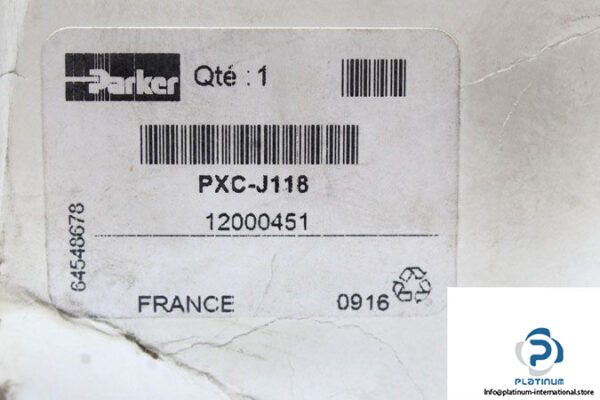 Parker
Qté : 1
PXC-J118
12000451
64548678
FRANCE
0916
PLATINUM
Info@platinum-international.store